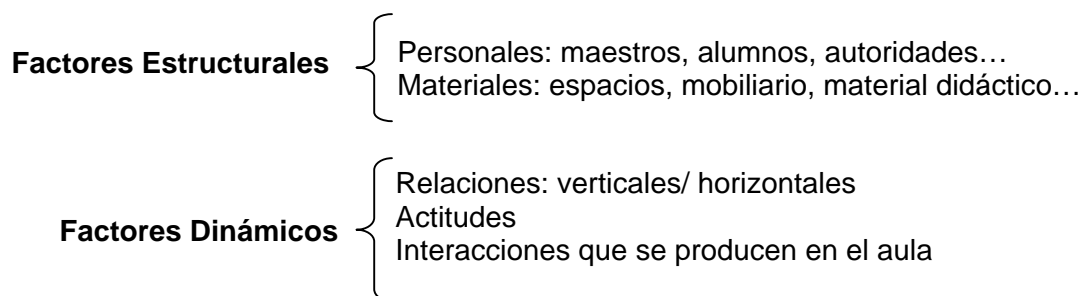 Factores Estructurales
Personales: maestros, alumnos, autoridades…
Materiales: espacios, mobiliario, material didáctico…
Factores Dinámicos
Relaciones: verticales/ horizontales
Actitudes
Interacciones que se producen en el aula